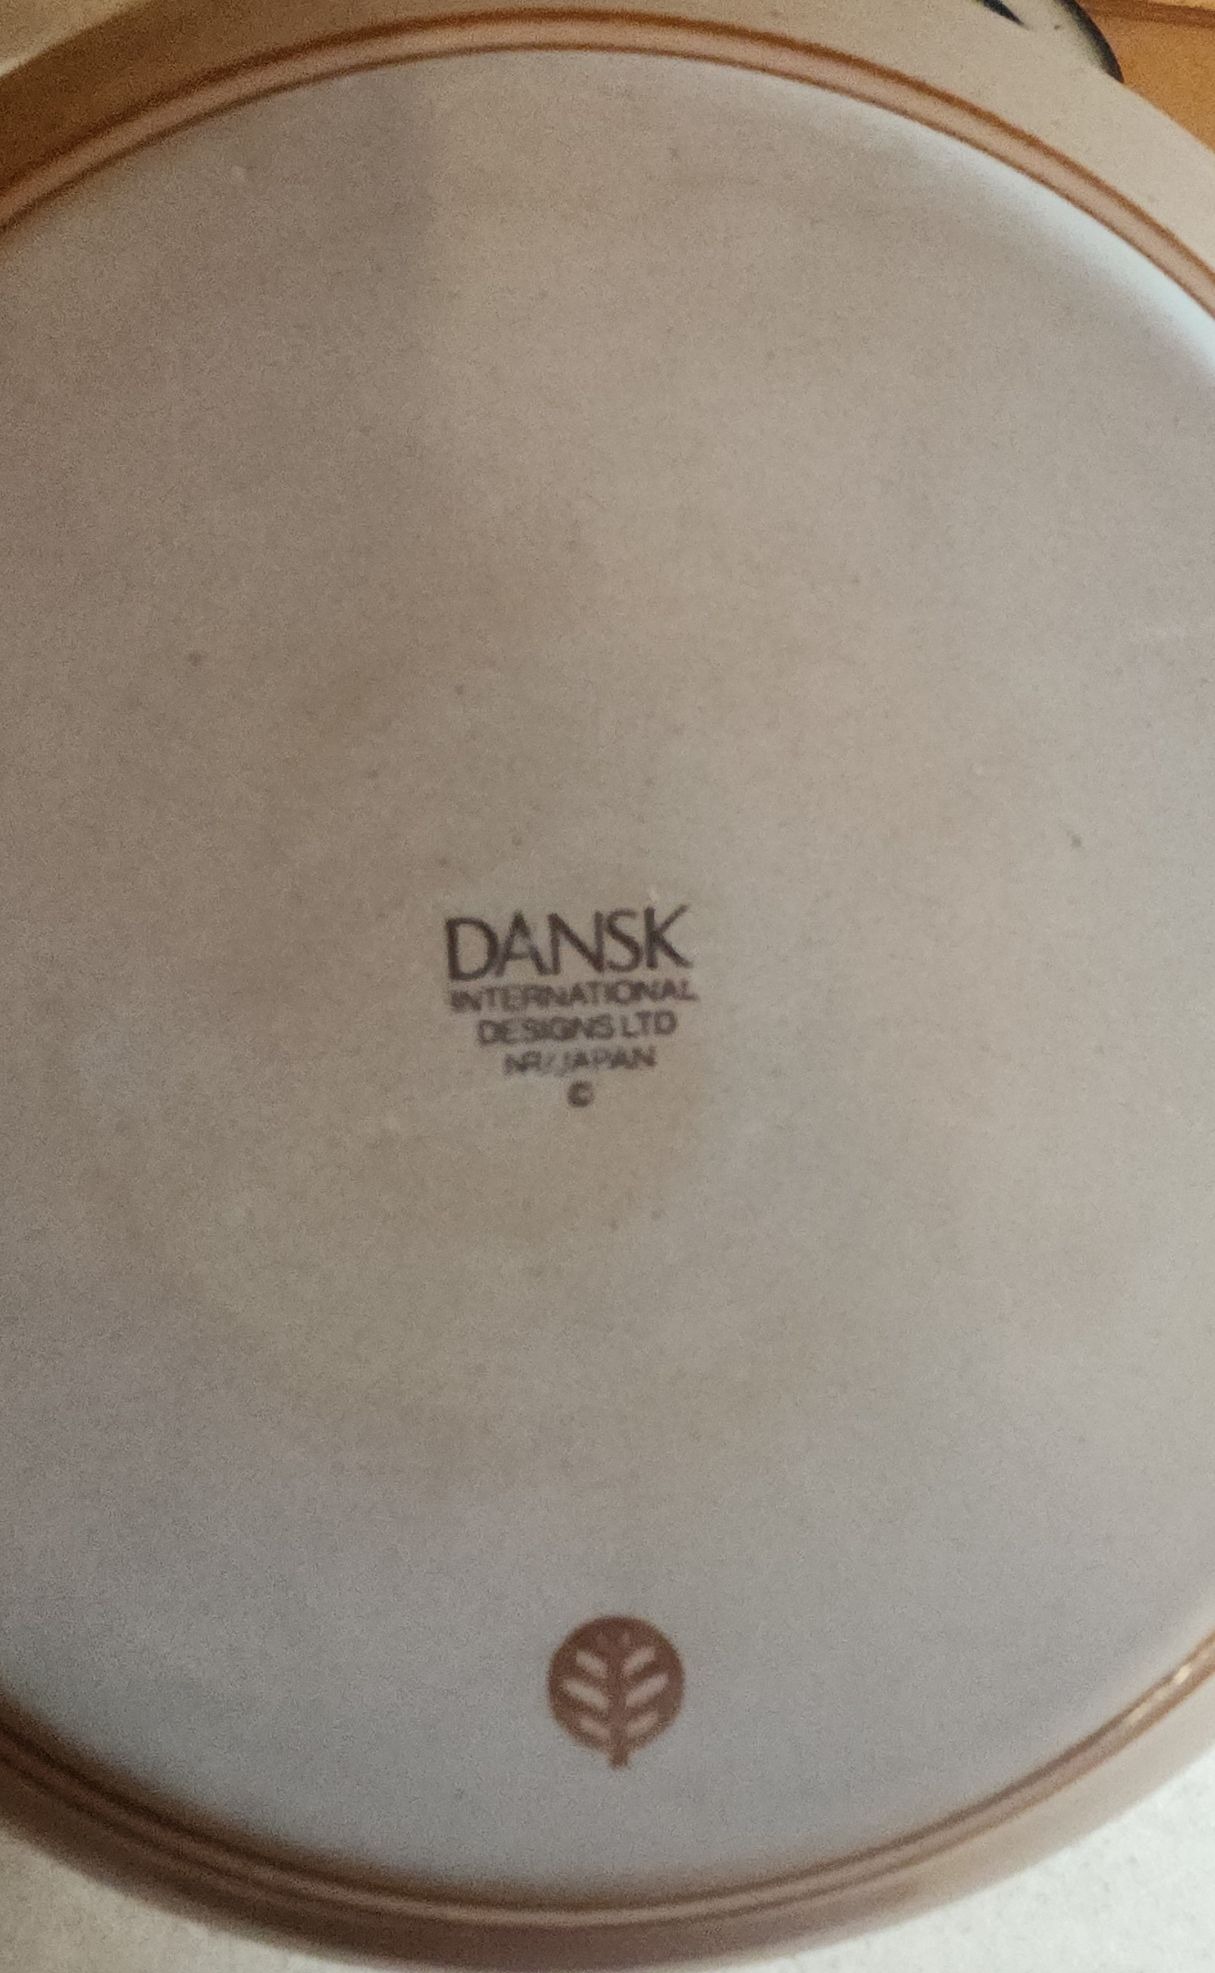 DANSK
INTERNATIONAL
DESIGNS LTD
NR/JAPAN
©